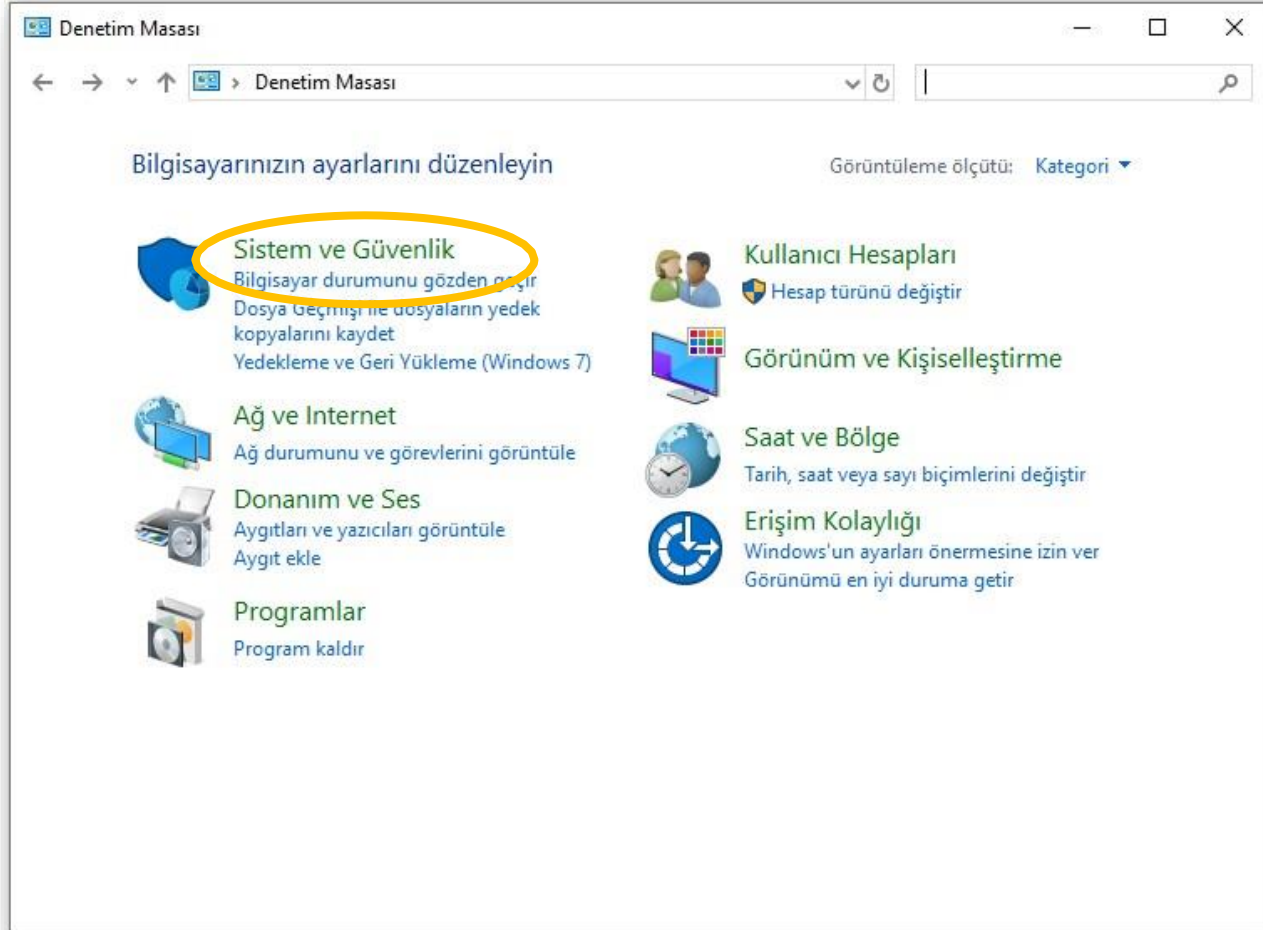 Denetim Masası
Denetim Masası
Bilgisayarınızın ayarlarını düzenleyin
Görüntüleme ölçütü: Kategori
Sistem ve Güvenlik
Bilgisayar durumunu gözden geçir
Dosya Geçmişi ile dosyaların yedek
kopyalarını kaydet
Yedekleme ve Geri Yükleme (Windows 7)
Ağ ve Internet
Ağ durumunu ve görevlerini görüntüle
Donanım ve Ses
Aygıtları ve yazıcıları görüntüle
Aygıt ekle
Programlar
Program kaldır
Kullanıcı Hesapları
Hesap türünü değiştir
Görünüm ve Kişiselleştirme
Saat ve Bölge
Tarih, saat veya sayı biçimlerini değiştir
Erişim Kolaylığı
Windows'un ayarları önermesine izin ver
Görünümü en iyi duruma getir